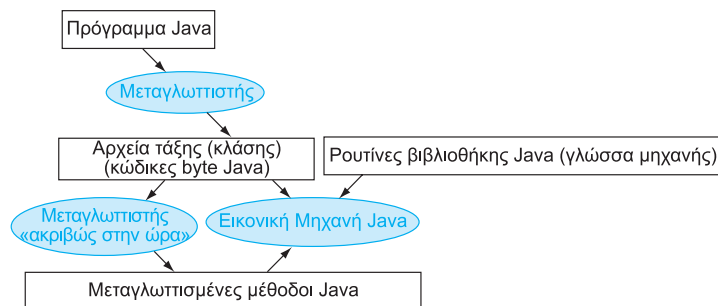 Πρόγραμμα Java
Μεταγλωττιστής
Αρχεία τάξης (κλάσης)
(κώδικες byte Java)
Ρουτίνες βιβλιοθήκης Java (γλώσσα μηχανής)
Μεταγλωττιστής
«ακριβώς στην ώρα»
Εικονική Μηχανή Java
Μεταγλωττισμένες μέθοδοι Java